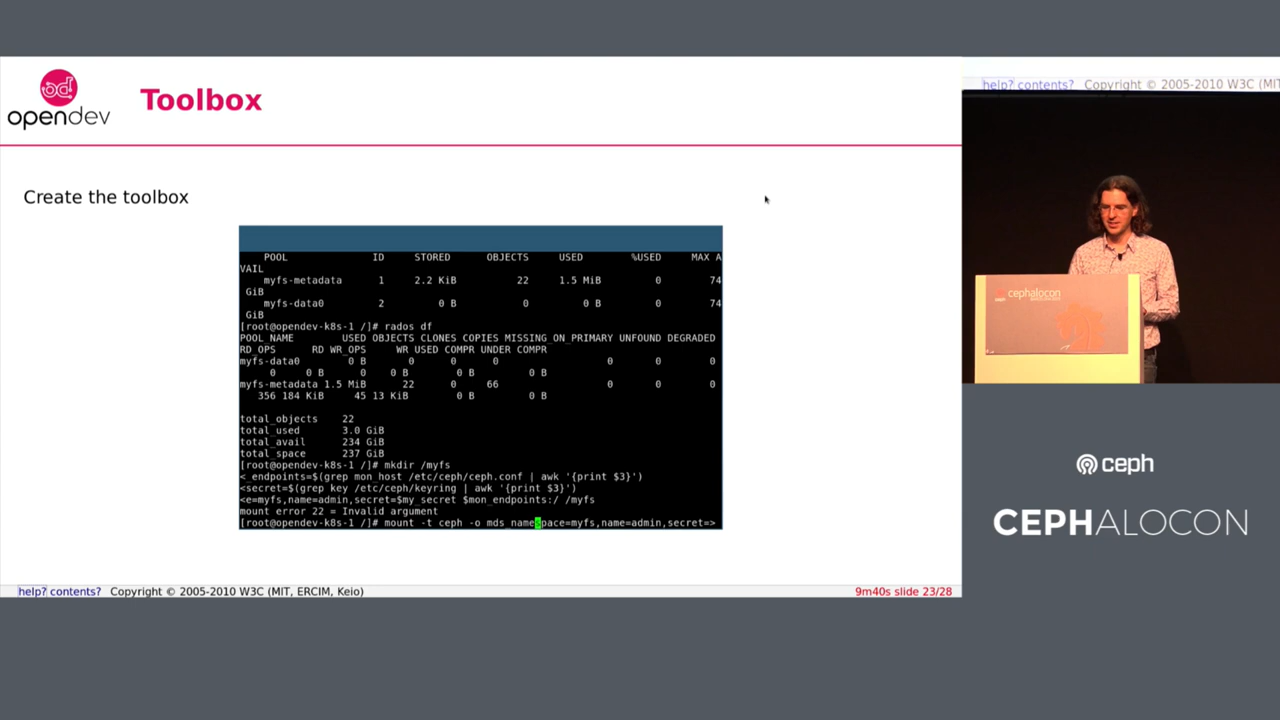 od
opendev
Toolbox
help? contents? Copyright © 2005-2010 W3C (MIT
Create the toolbox
POOL ID STORED OBJECTS USED %USED MAX A
VAIL
myfs-metadata 1 2.2 KiB 22 1.5 MiB 0 74
GiB
myfs-data0 2 0 B 0 0 B 0 74
GiB
[root@opendev-k8s-1 /]# rados df
POOL_NAME USED OBJECTS CLONES COPIES MISSING_ON_PRIMARY UNFOUND DEGRADED
RD_OPS RD WR_OPS WR USED COMPR UNDER COMPR
myfs-data0 0 B 0 0 0 0 0 0
0 0 B 0 0 B 0 B 0 B
myfs-metadata 1.5 MiB 22 0 66 0 0 0
356 184 KiB 45 13 KiB 0 B 0 B
total_objects 22
total_used 3.0 GiB
total_avail 234 GiB
total_space 237 GiB
[root@opendev-k8s-1 /]# mkdir /myfs
<_endpoints=$(grep mon_host /etc/ceph/ceph.conf | awk '{print $3}')
<secret=$(grep key /etc/ceph/keyring | awk '{print $3}')
<e=myfs,name=admin,secret=$my_secret $mon_endpoints:/ /myfs
mount error 22 = Invalid argument
[root@opendev-k8s-1 /]# mount -t ceph -o mds_namespace=myfs,name=admin,secret=>
cephalocon
ceph
CEPHALOCON
help? contents? Copyright © 2005-2010 W3C (MIT, ERCIM, Keio)
9m40s slide 23/28